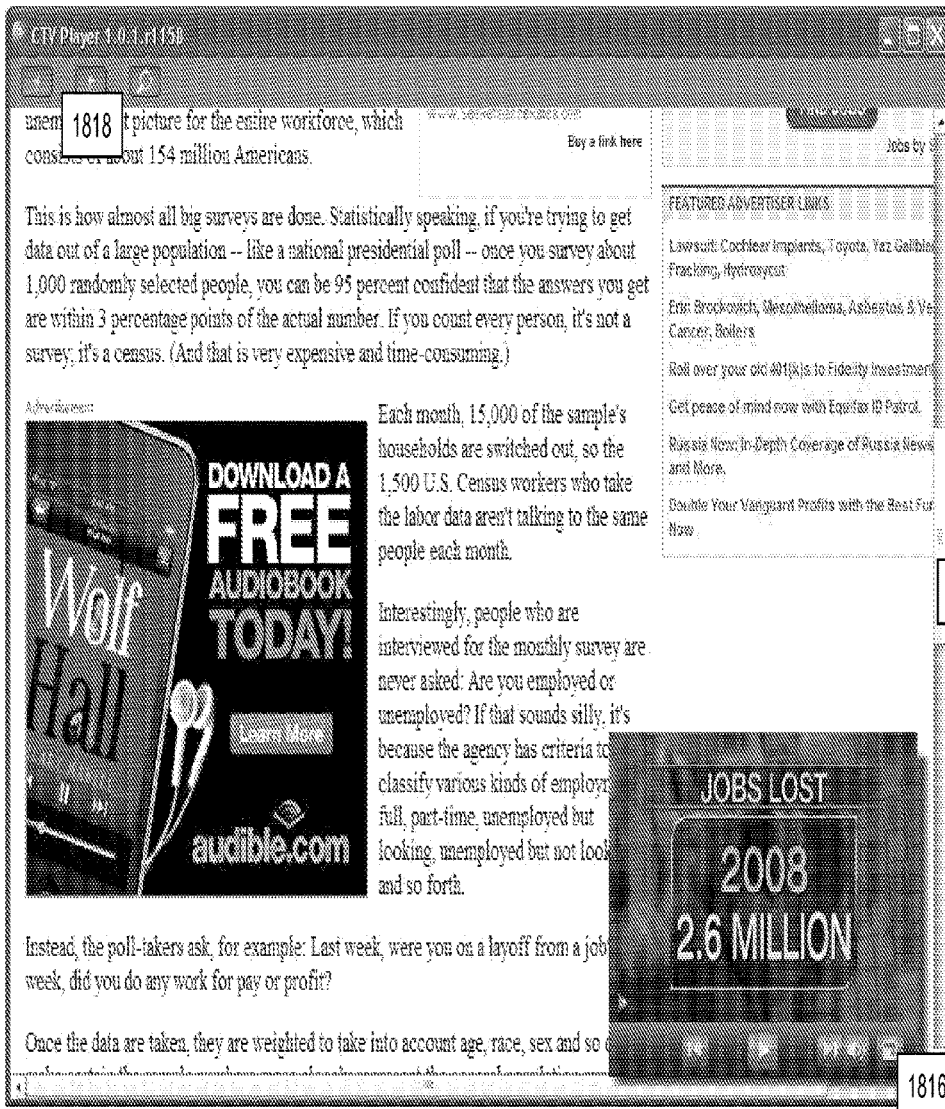 CTV Player 1.0.1.r1158
1818
picture for the entire workforce, which
about 154 million Americans.
Buy a link here
Jobs by
This is how almost all big surveys are done. Statistically speaking, if you're trying to get
data out of a large population -- like a national presidential poll -- once you survey about
1,000 randomly selected people, you can be 95 percent confident that the answers you get
are within 3 percentage points of the actual number. If you count every person, it's not a
survey; it's a census. (And that is very expensive and time-consuming.)
FEATURED ADVERTISER LINKS
Lawsuit: Cochlear Implants, Toyota, Yaz
Fracking, Hydroxycut
Erin Brockovich, Mesothelioma, Asbestos &
Cancer, Boilers
Roll over your old 401(k)s to Fidelity
Get peace of mind now with Equifax ID Patrol.
Russia Now: In-Depth Coverage of Russia News
and More.
Double Your Vanguard Profits with the Best
Now
Advertisement
DOWNLOAD A
FREE
AUDIOBOOK
TODAY!
Wolf
Hall
Learn More
audible.com
Each month, 15,000 of the sample's
households are switched out, so the
1,500 U.S. Census workers who take
the labor data aren't talking to the same
people each month.
Interestingly, people who are
interviewed for the monthly survey are
never asked: Are you employed or
unemployed? If that sounds silly, it's
because the agency has criteria to
classify various kinds of
full, part-time, unemployed but
looking, unemployed but not
and so forth.
JOBS LOST
2008
2.6 MILLION
Instead, the poll-takers ask, for example: Last week, were you on a layoff from a job
week, did you do any work for pay or profit?
Once the data are taken, they are weighted to take into account age, race, sex and so
1816